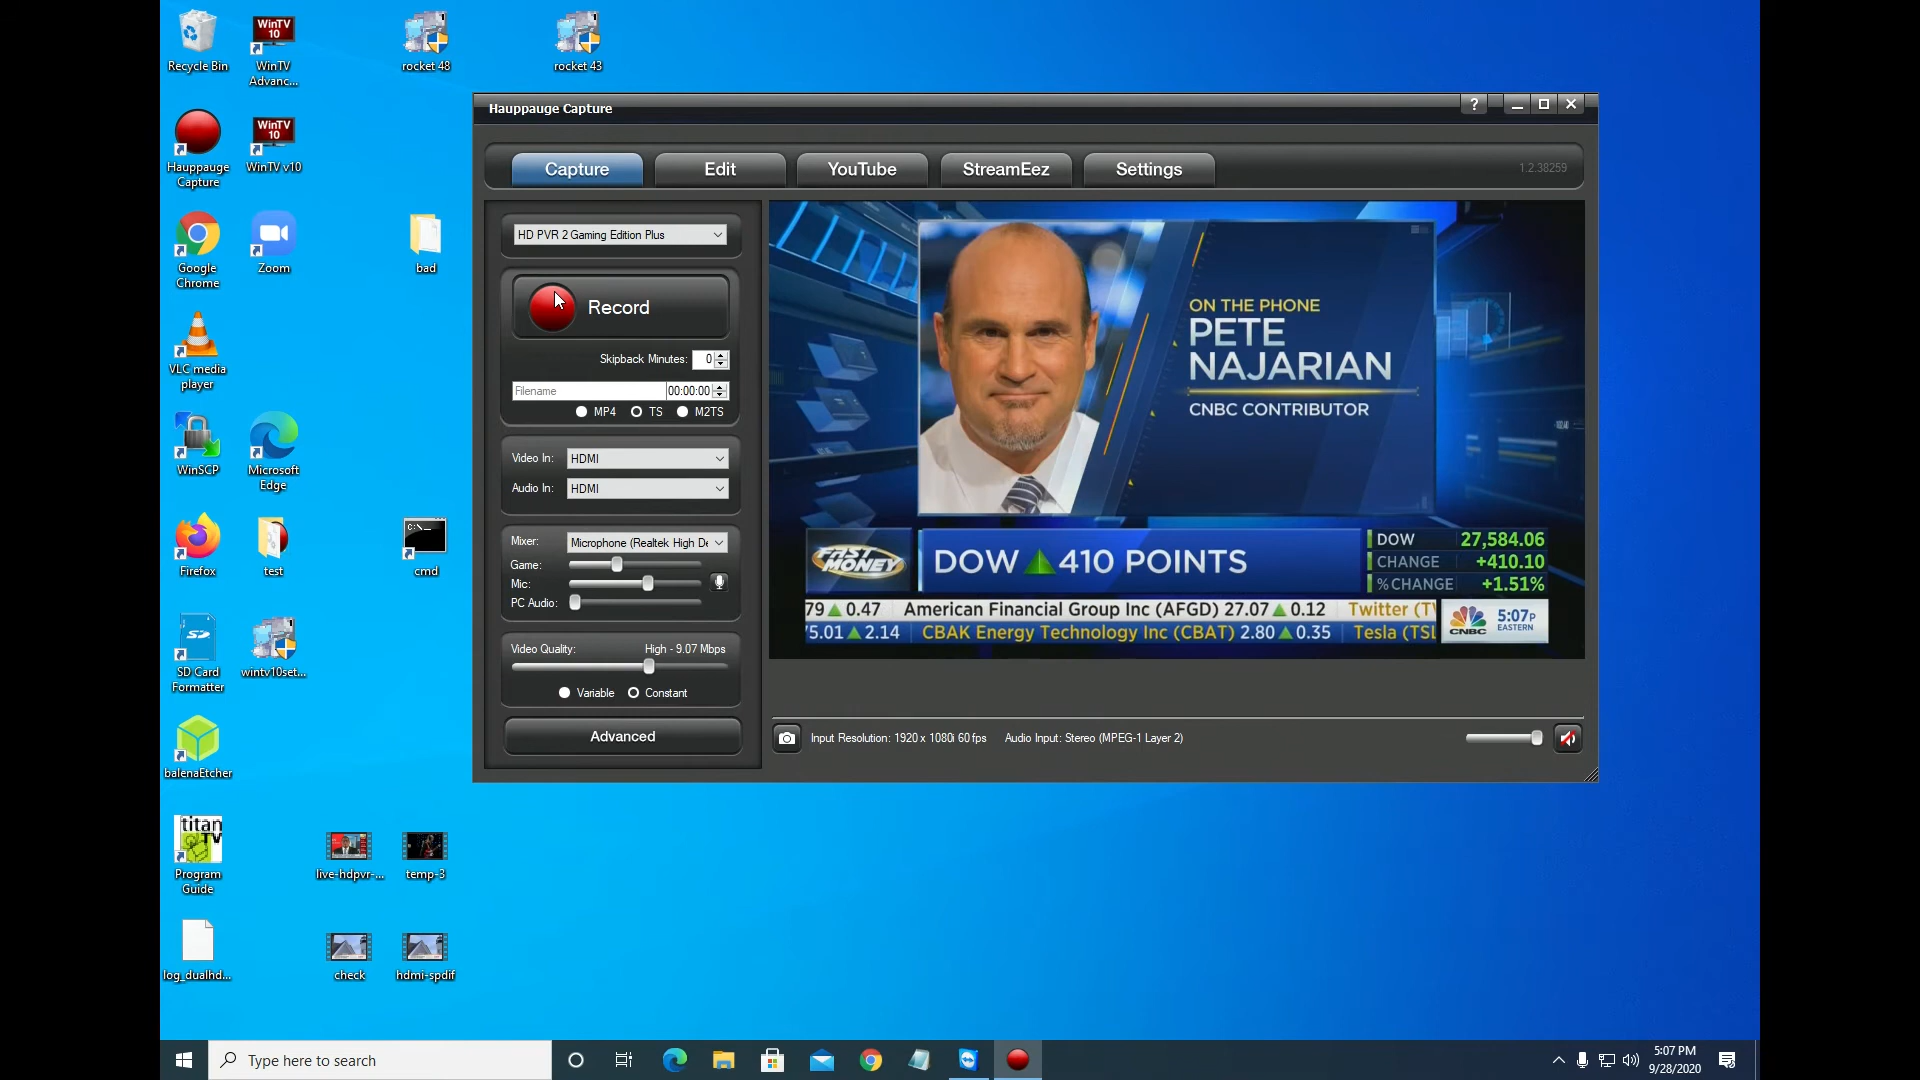 Recycle Bin
WinTV
10
WinTV
Advanc...
rocket 48
rocket 43
Hauppauge
Capture
WinTV
10
WinTV v10
Google
Chrome
Zoom
bad
VLC media
player
WinSCP
Microsoft
Edge
Firefox
test
C:\_
cmd
SD
SD Card
Formatter
wintv10set...
balenaEtcher
titan
TV
Program
Guide
live-hdpvr-...
temp-3
log_dualhd...
check
hdmi-spdif
Hauppauge Capture
?
Capture
Edit
YouTube
StreamEez
Settings
1.2.38259
HD PVR 2 Gaming Edition Plus
Record
Skipback Minutes: 0
Filename
00:00:00
MP4 TS M2TS
Video In: HDMI
Audio In: HDMI
Mixer: Microphone (Realtek High De
Game:
Mic:
PC Audio:
Video Quality: High - 9.07 Mbps
Variable Constant
Advanced
ON THE PHONE
PETE
NAJARIAN
CNBC CONTRIBUTOR
FAST
MONEY
DOW ▲ 410 POINTS
DOW 27,584.06
CHANGE +410.10
% CHANGE +1.51%
79 ▲ 0.47 American Financial Group Inc (AFGD) 27.07 ▲ 0.12 Twitter (TV
5.01 ▲ 2.14 CBAK Energy Technology Inc (CBAT) 2.80 ▲ 0.35 Tesla (TSL
CNBC
5:07P
EASTERN
Input Resolution: 1920 x 1080i 60 fps Audio Input: Stereo (MPEG-1 Layer 2)
Type here to search
5:07 PM
9/28/2020